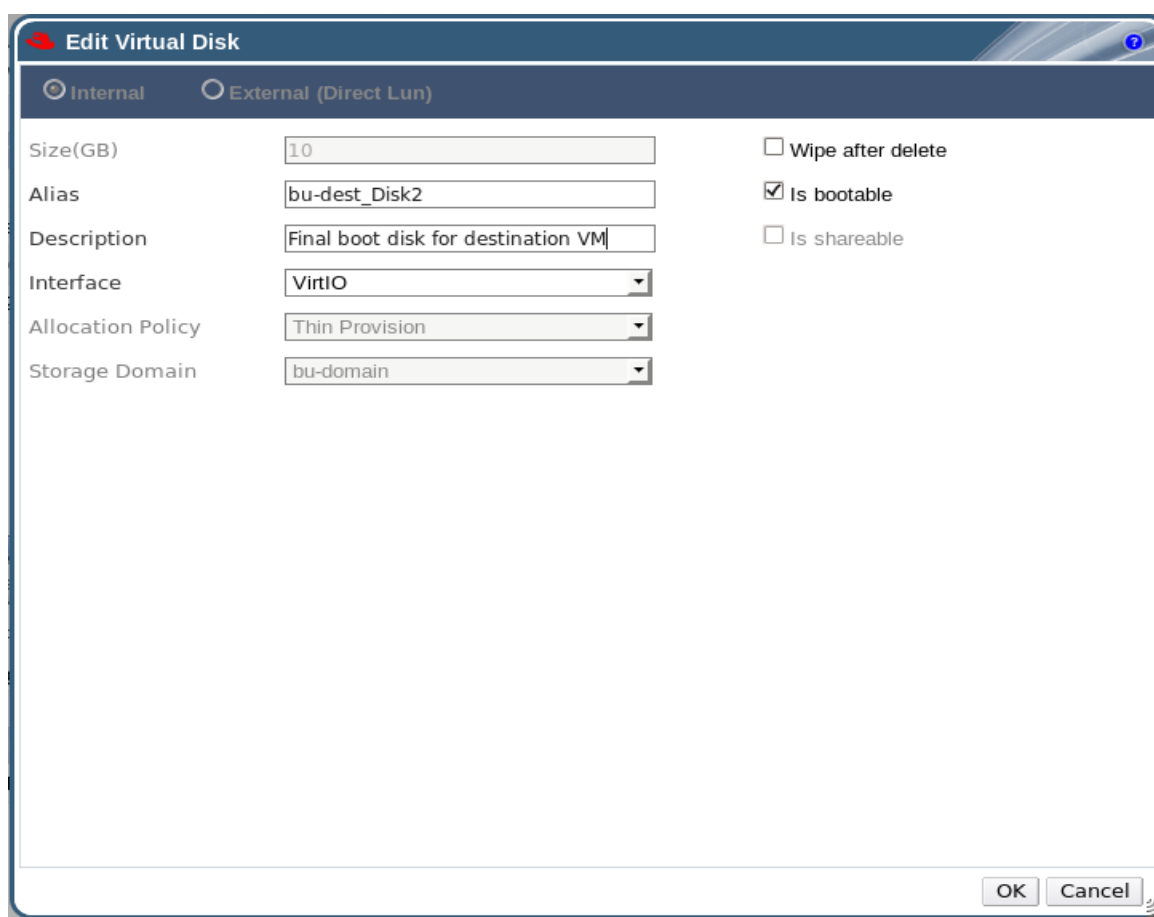 Edit Virtual Disk
?
Internal External (Direct Lun)
Size(GB) 10 Wipe after delete
Alias bu-dest_Disk2 Is bootable
Description Final boot disk for destination VM Is shareable
Interface VirtIO
Allocation Policy Thin Provision
Storage Domain bu-domain
OK Cancel